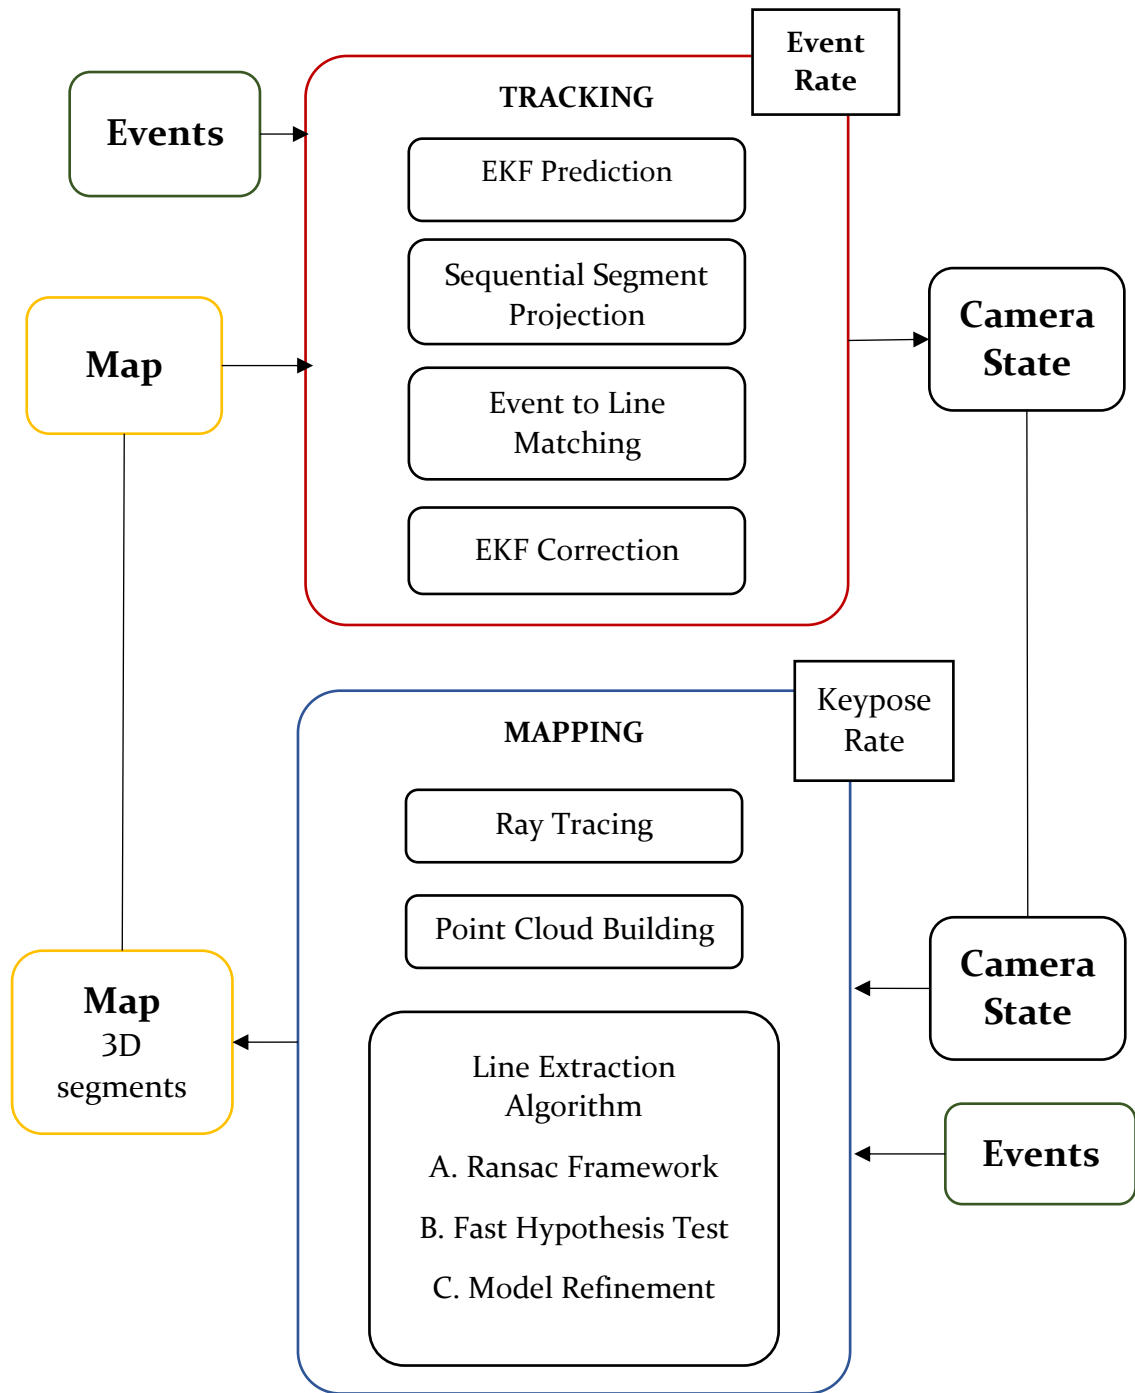 Event
Rate
TRACKING
Events
EKF Prediction
Sequential Segment
Projection
Map
Event to Line
Matching
Camera
State
EKF Correction
Keypose
Rate
MAPPING
Ray Tracing
Point Cloud Building
Camera
State
Map
3D
segments
Line Extraction
Algorithm
A. Ransac Framework
B. Fast Hypothesis Test
C. Model Refinement
Events